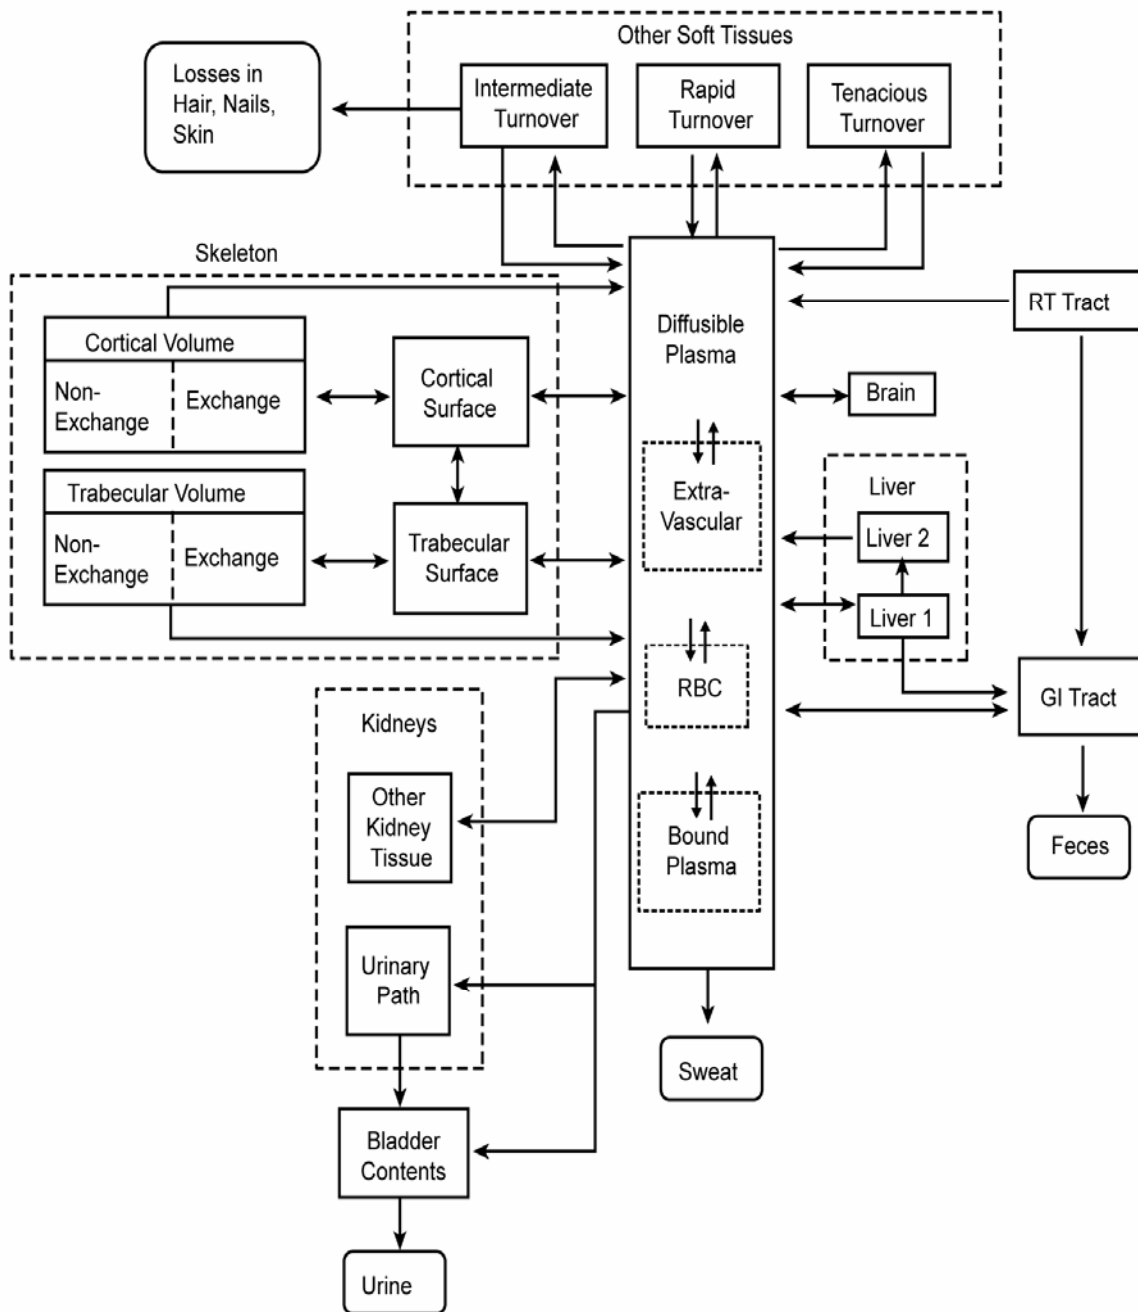 Other Soft Tissues
Losses in
Hair, Nails,
Skin
Intermediate
Turnover
Rapid
Turnover
Tenacious
Turnover
Skeleton
Cortical Volume
Non-
Exchange
Exchange
Cortical
Surface
Trabecular Volume
Non-
Exchange
Exchange
Trabecular
Surface
Diffusible
Plasma
Extra-
Vascular
RBC
Bound
Plasma
RT Tract
Brain
Liver
Liver 2
Liver 1
GI Tract
Feces
Kidneys
Other
Kidney
Tissue
Urinary
Path
Sweat
Bladder
Contents
Urine